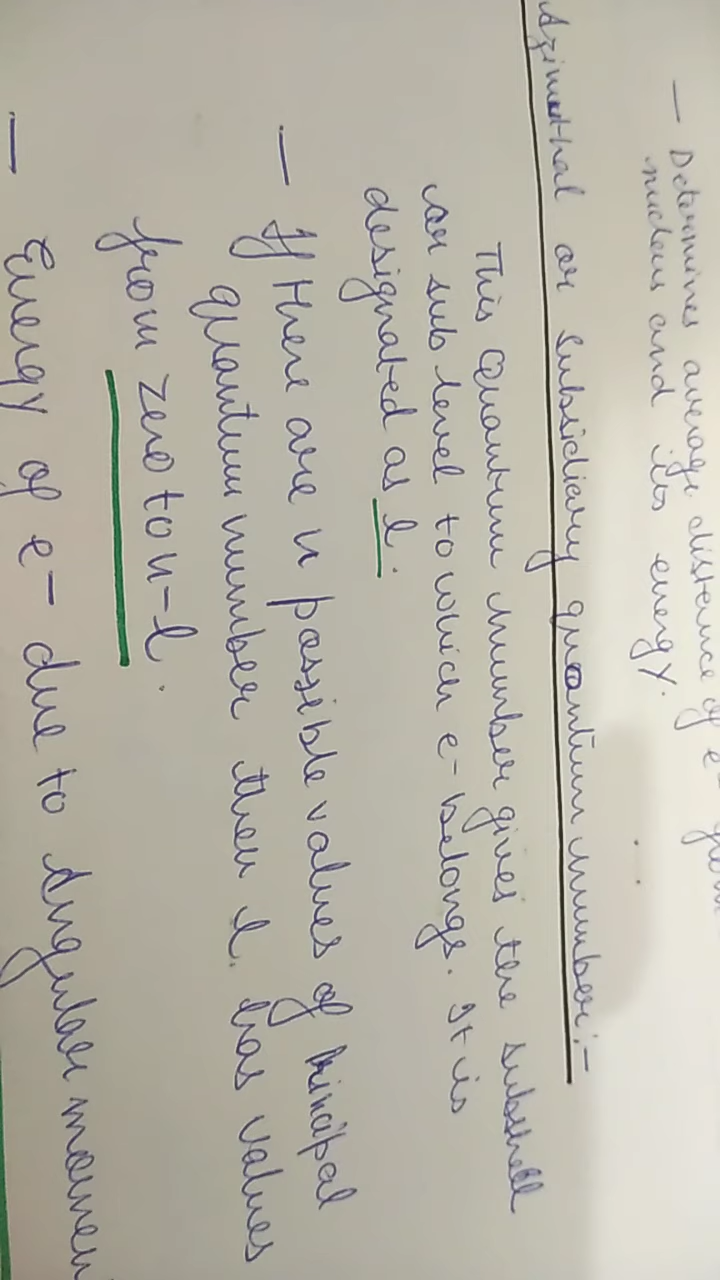 — Determines average distance of e- from
nucleus and its energy.
Azimuthal or subsidiary quantum number:-
This Quantum number gives the subshell
or sub level to which e- belongs. It is
designated as l.
— If there are n possible values of Principal
quantum number then l. has values
from zero to n-l.
— Energy of e- due to Angular momen